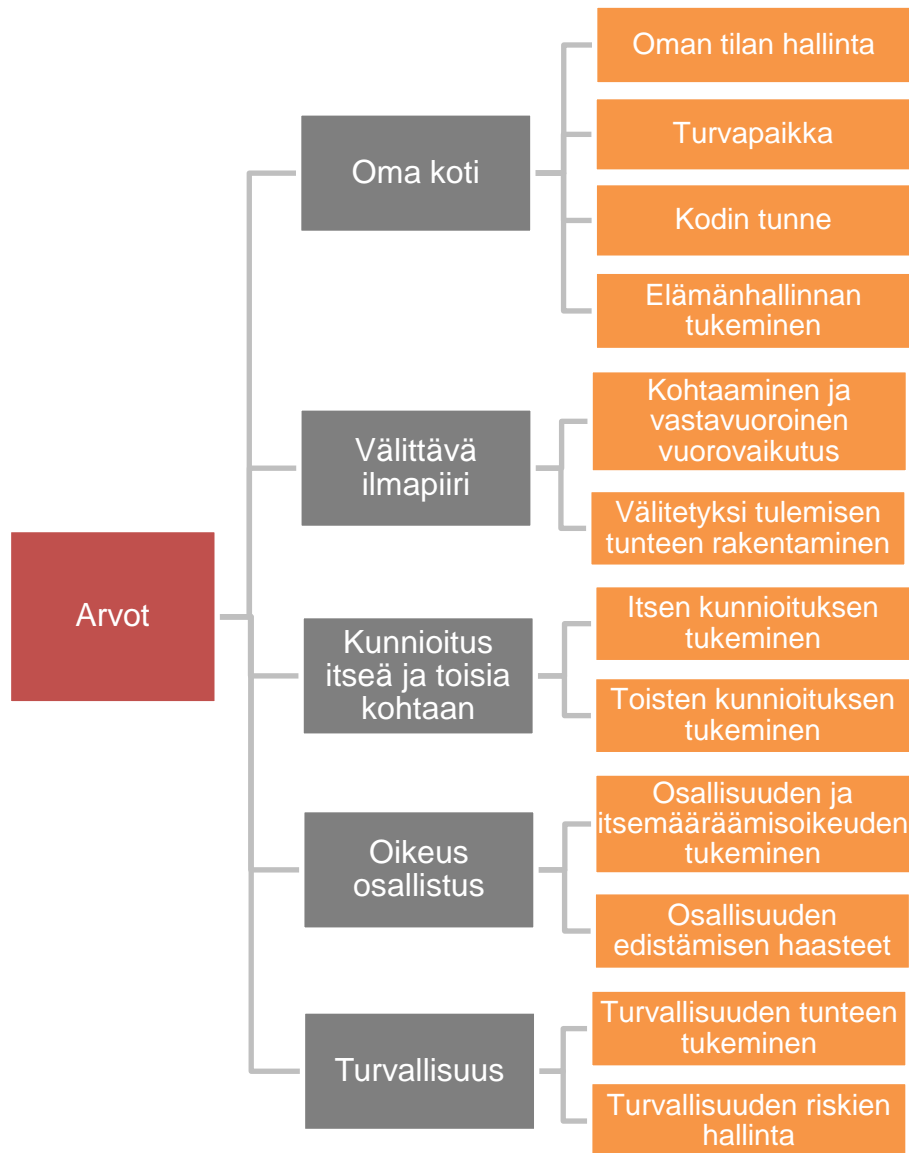 Arvot
Oma koti
Oman tilan hallinta
Turvapaikka
Kodin tunne
Elämänhallinnan
tukeminen
Välittävä
ilmapiiri
Kohtaaminen ja
vastavuoroinen
vuorovaikutus
Välitetyksi tulemisen
tunteen rakentaminen
Kunnioitus
itseä ja toisia
kohtaan
Itsen kunnioituksen
tukeminen
Toisten kunnioituksen
tukeminen
Oikeus
osallistus
Osallisuuden ja
itsemääräämisoikeuden
tukeminen
Osallisuuden
edistämisen haasteet
Turvallisuus
Turvallisuuden tunteen
tukeminen
Turvallisuuden riskien
hallinta